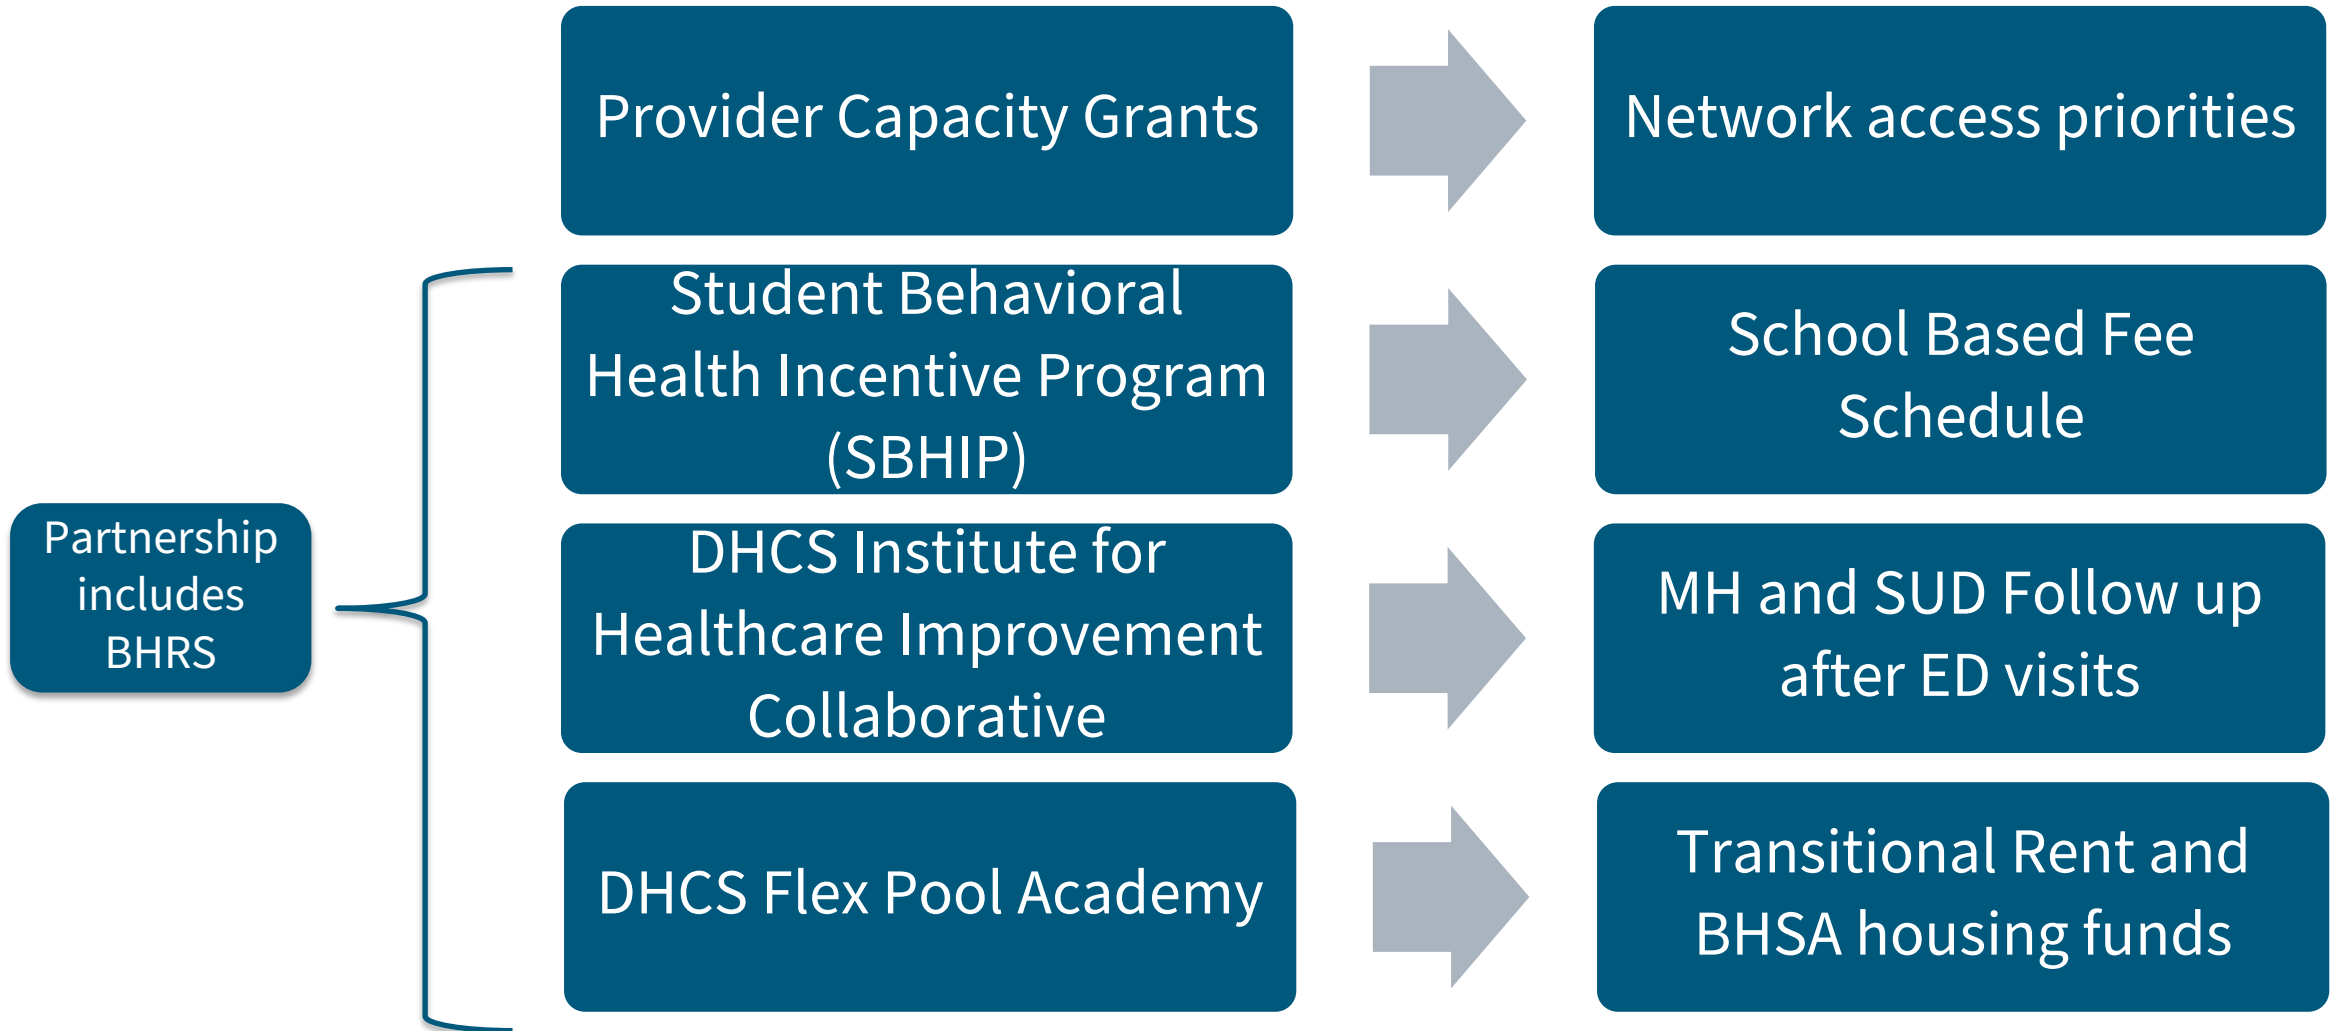 Provider Capacity Grants
Network access priorities
Partnership
includes
BHRS
Student Behavioral
Health Incentive Program
(SBHIP)
School Based Fee
Schedule
DHCS Institute for
Healthcare Improvement
Collaborative
MH and SUD Follow up
after ED visits
DHCS Flex Pool Academy
Transitional Rent and
BHSA housing funds